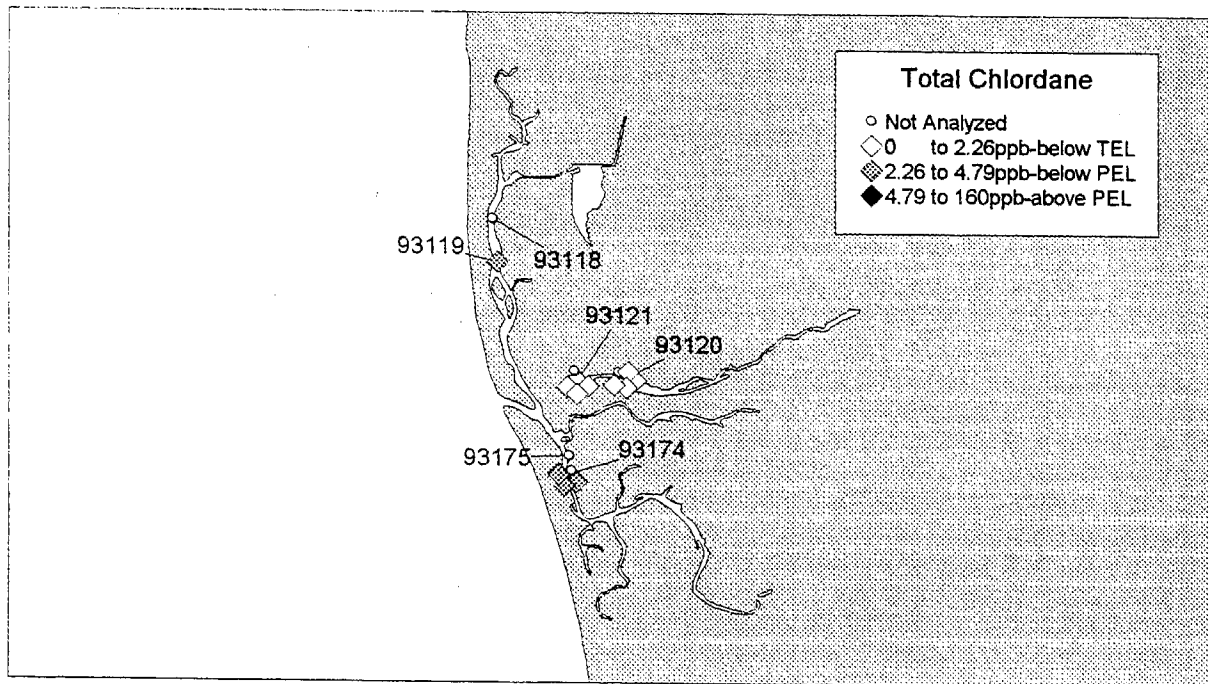 Total Chlordane
Not Analyzed
0 to 2.26ppb-below TEL
2.26 to 4.79ppb-below PEL
4.79 to 160ppb-above PEL
93119
93118
93121
93120
93175
93174